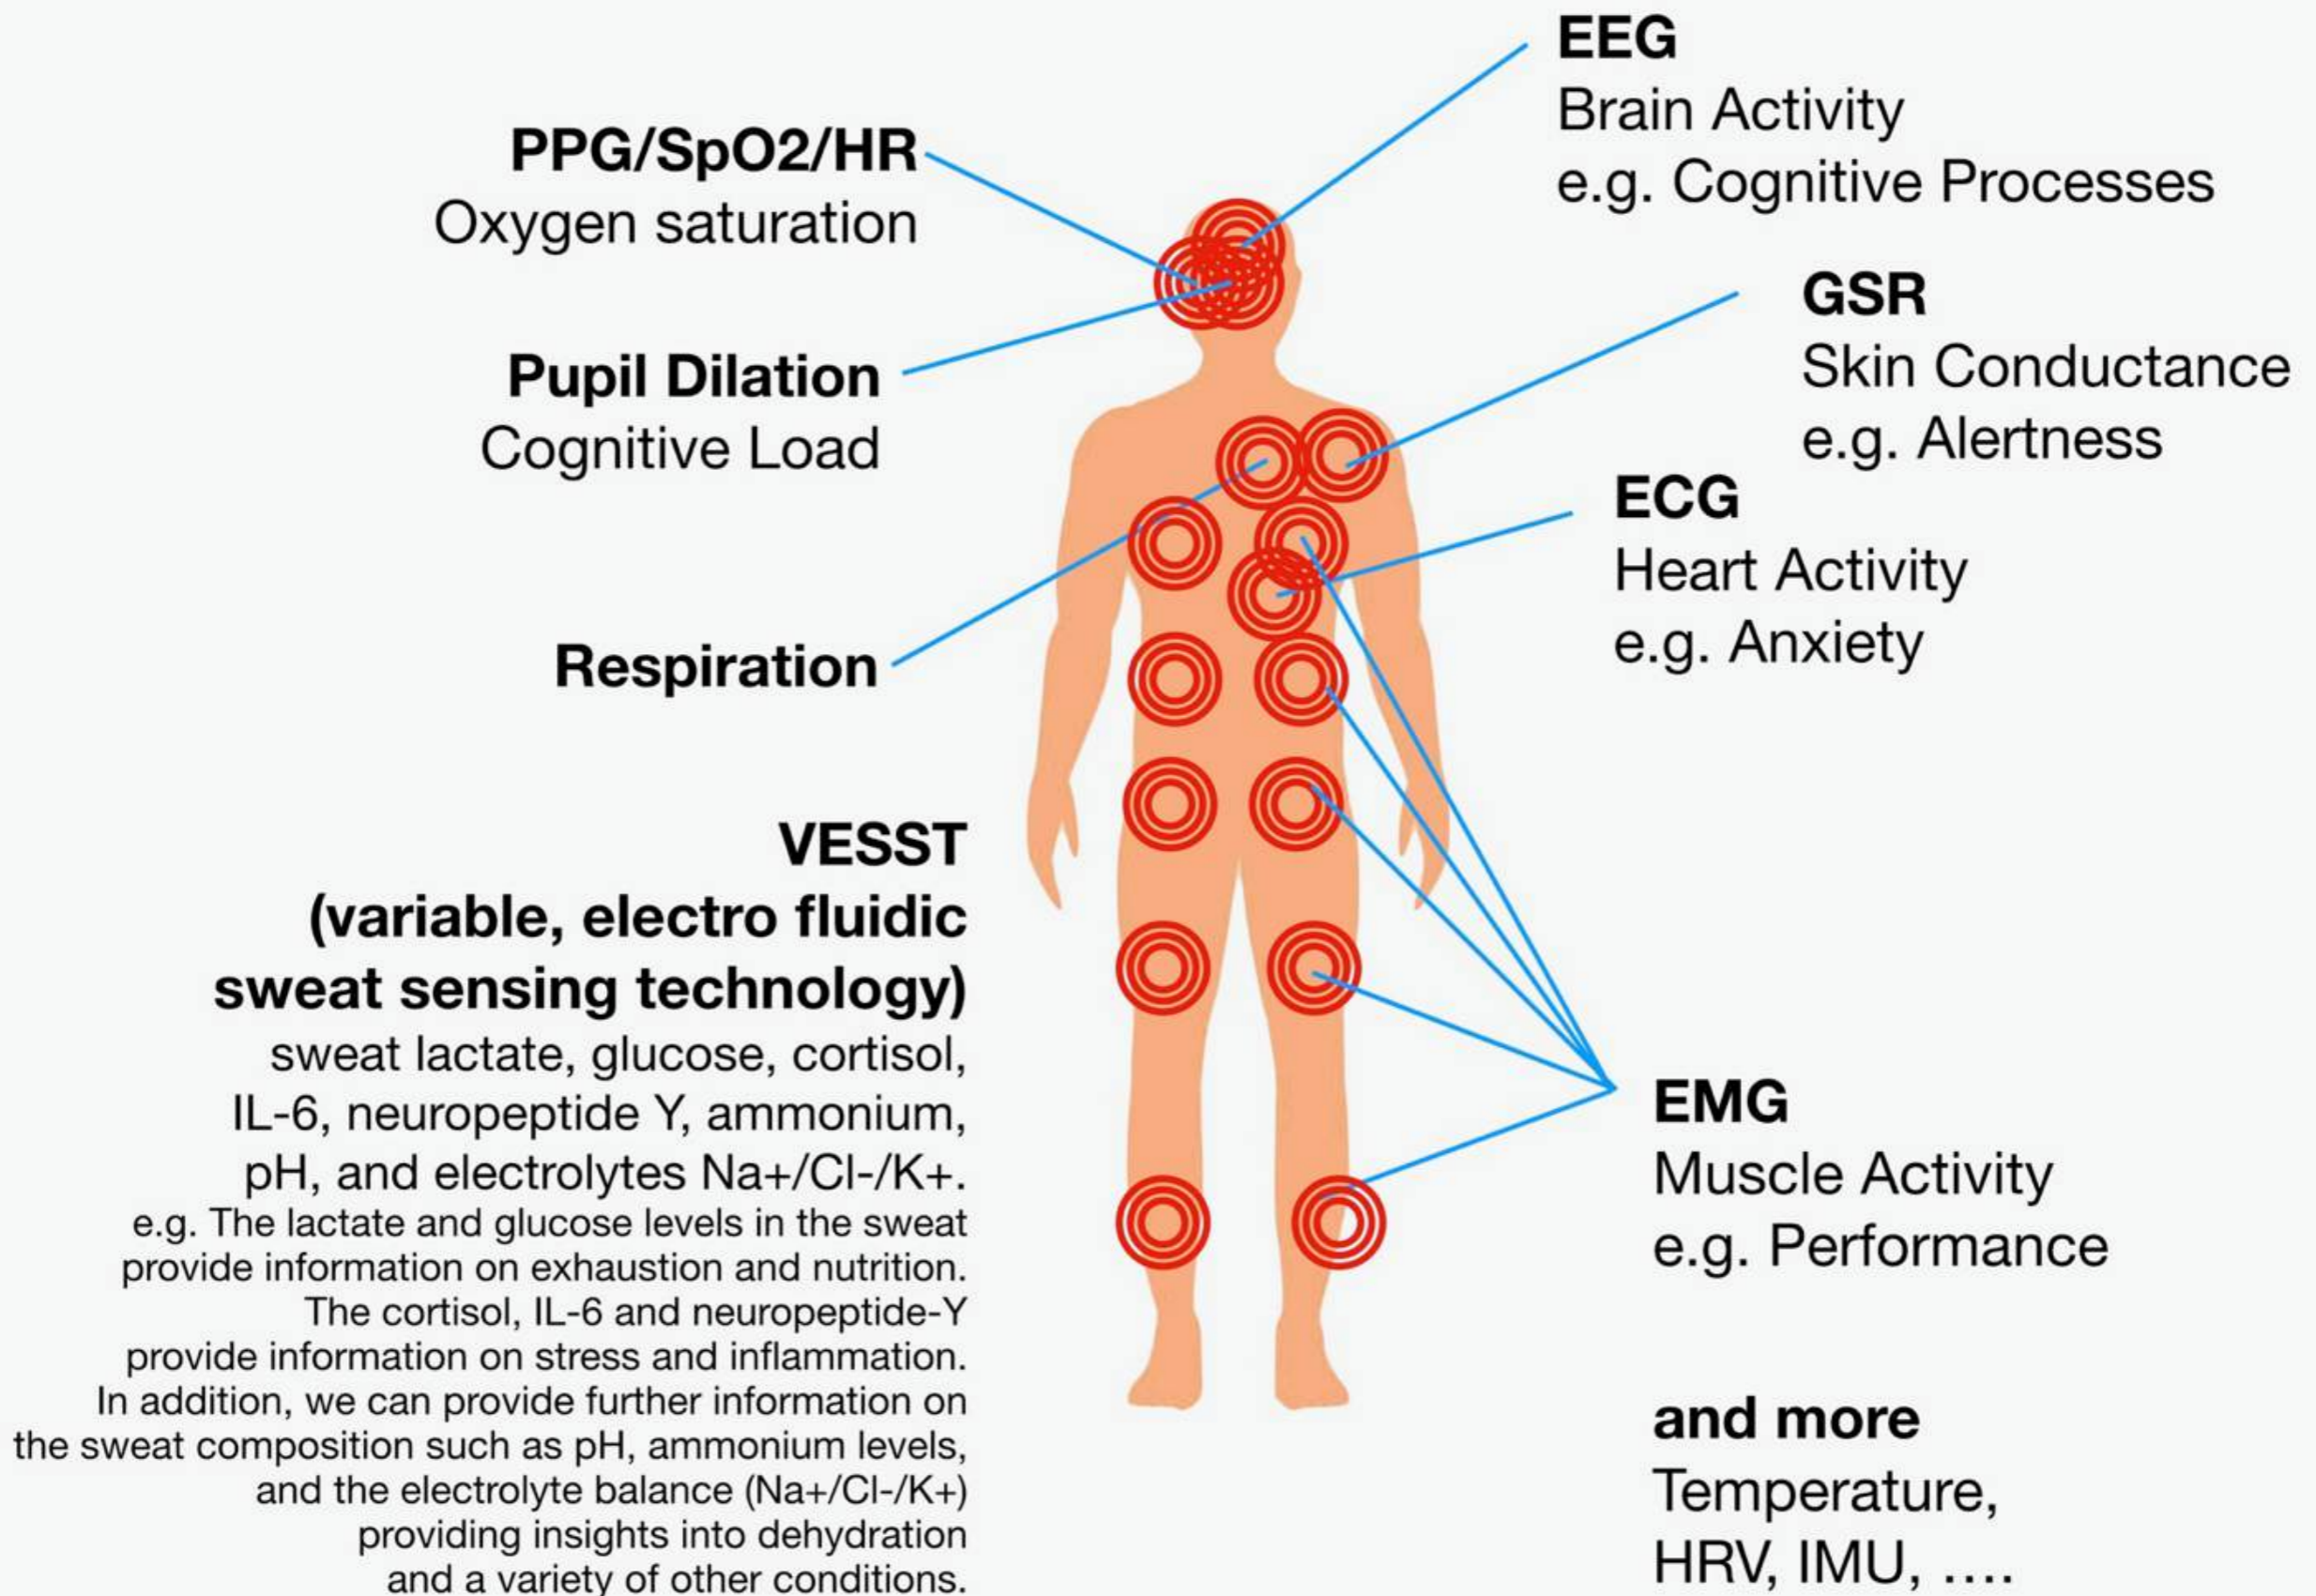 EEG
Brain Activity
e.g. Cognitive Processes
PPG/SpO2/HR
Oxygen saturation
GSR
Skin Conductance
e.g. Alertness
Pupil Dilation
Cognitive Load
ECG
Heart Activity
e.g. Anxiety
Respiration
VESST
(variable, electro fluidic
sweat sensing technology)
sweat lactate, glucose, cortisol,
IL-6, neuropeptide Y, ammonium,
pH, and electrolytes Na+/Cl-/K+.
e.g. The lactate and glucose levels in the sweat
provide information on exhaustion and nutrition.
The cortisol, IL-6 and neuropeptide-Y
provide information on stress and inflammation.
In addition, we can provide further information on
the sweat composition such as pH, ammonium levels,
and the electrolyte balance (Na+/Cl-/K+)
providing insights into dehydration
and a variety of other conditions.
EMG
Muscle Activity
e.g. Performance
and more
Temperature,
HRV, IMU, ....